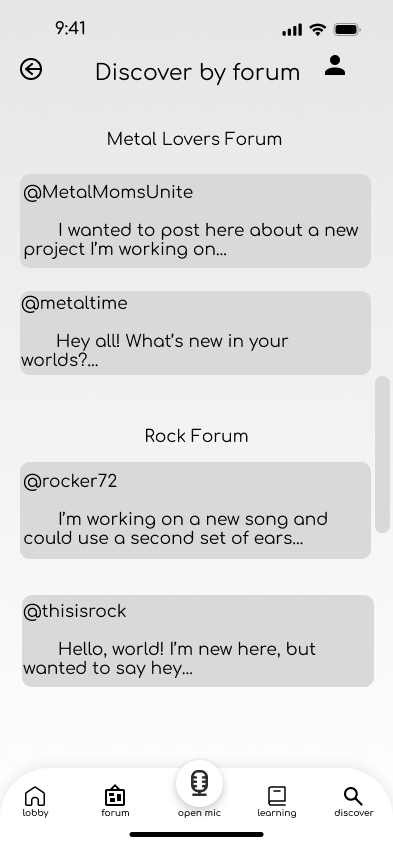 9:41
Discover by forum
Metal Lovers Forum
@MetalMomsUnite
I wanted to post here about a new
project I'm working on...
@metaltime
Hey all! What's new in your
worlds?...
Rock Forum
@rocker72
I'm working on a new song and
could use a second set of ears...
@thisisrock
Hello, world! I'm new here, but
wanted to say hey...
lobby
forum
open mic
learning
discover